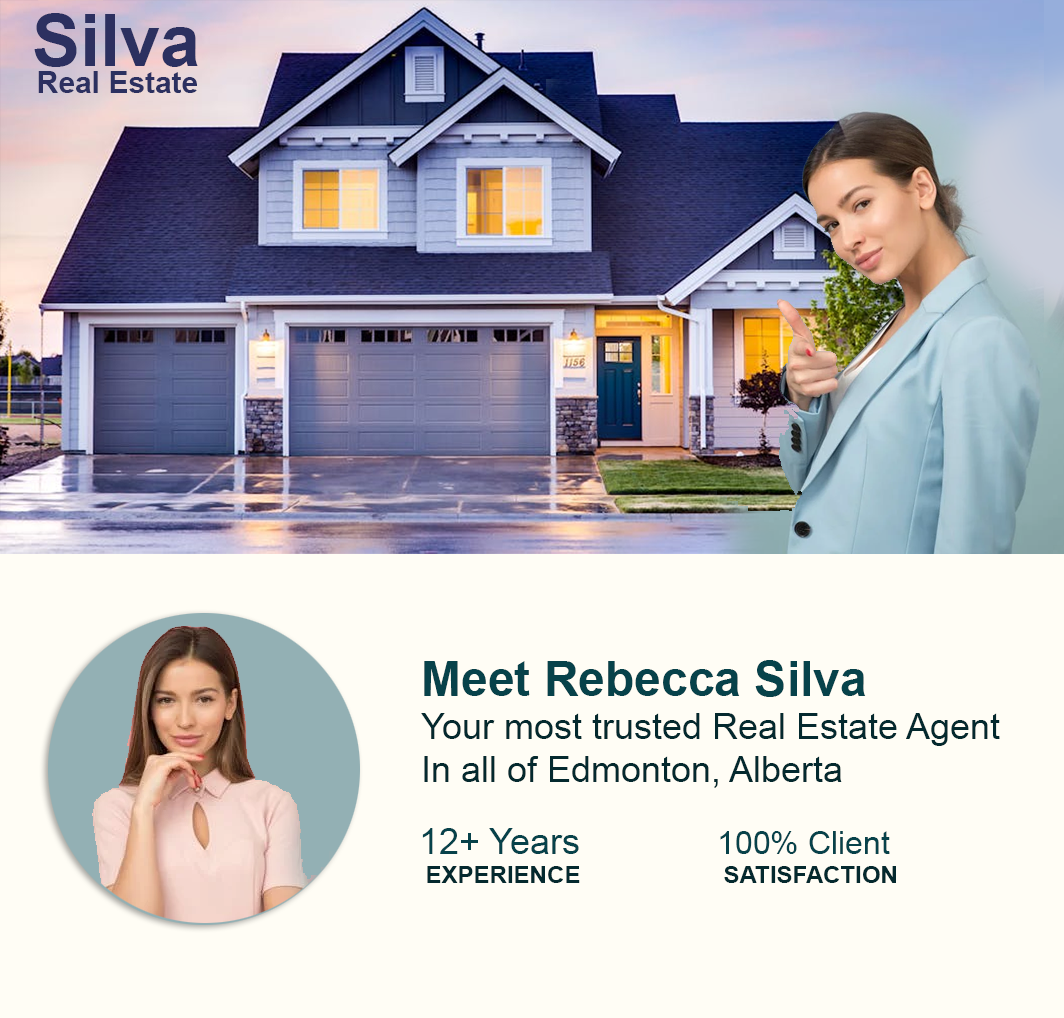 Silva
Real Estate
1156
Meet Rebecca Silva
Your most trusted Real Estate Agent
In all of Edmonton, Alberta
12+ Years
EXPERIENCE
100% Client
SATISFACTION